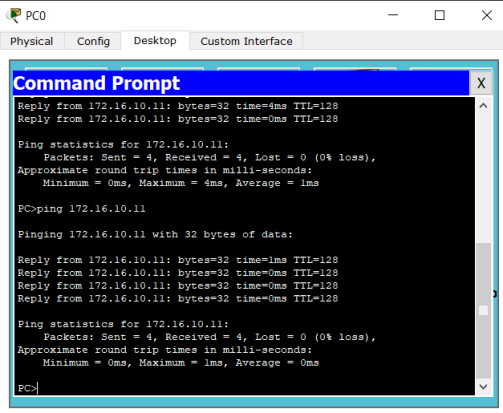 PC0
Physical Config Desktop Custom Interface
Command Prompt X
Reply from 172.16.10.11: bytes=32 time=4ms TTL=128
Reply from 172.16.10.11: bytes=32 time=0ms TTL=128
Ping statistics for 172.16.10.11:
Packets: Sent = 4, Received = 4, Lost = 0 (0% loss),
Approximate round trip times in milli-seconds:
Minimum = 0ms, Maximum = 4ms, Average = 1ms
PC>ping 172.16.10.11
Pinging 172.16.10.11 with 32 bytes of data:
Reply from 172.16.10.11: bytes=32 time=1ms TTL=128
Reply from 172.16.10.11: bytes=32 time=0ms TTL=128
Reply from 172.16.10.11: bytes=32 time=0ms TTL=128
Reply from 172.16.10.11: bytes=32 time=0ms TTL=128
Ping statistics for 172.16.10.11:
Packets: Sent = 4, Received = 4, Lost = 0 (0% loss),
Approximate round trip times in milli-seconds:
Minimum = 0ms, Maximum = 1ms, Average = 0ms
PC>